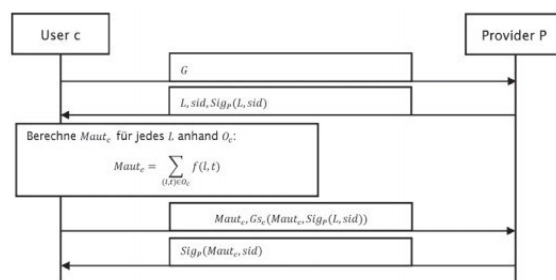 User c
Provider P
G
L, sid, Sig_P(L, sid)
Berechne Maut_c für jedes L anhand O_c:
Maut_c = ∑_{(l,t)∈O_c} f(l, t)
Maut_c, Gs_c(Maut_c, Sig_P(L, sid))
Sig_P(Maut_c, sid)